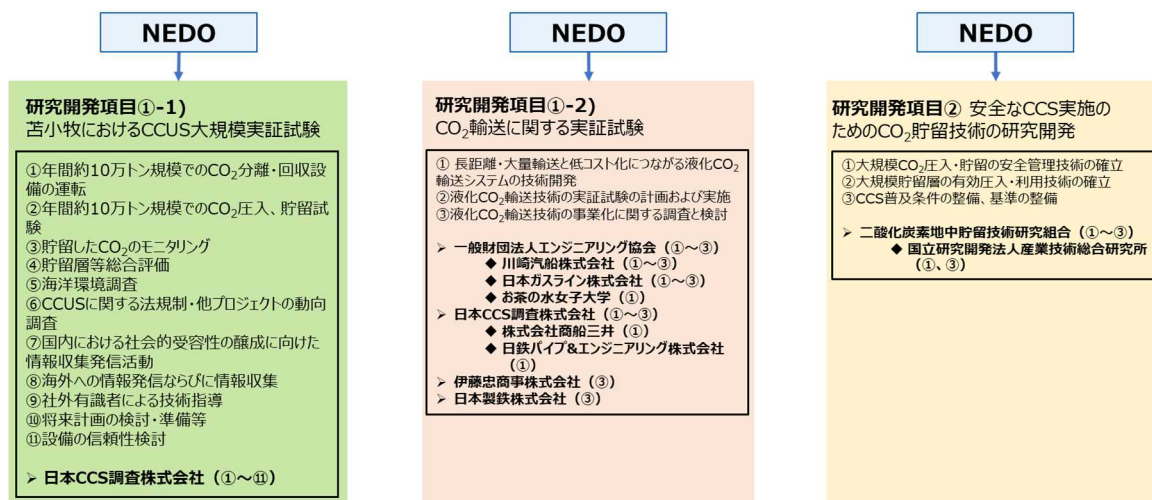 NEDO
研究開発項目①-1)
苫小牧におけるCCUS大規模実証試験
①年間約10万トン規模でのCO₂分離・回収設
備の運転
②年間約10万トン規模でのCO₂圧入、貯留試
験
③貯留したCO₂のモニタリング
④貯留層等総合評価
⑤海洋環境調査
⑥CCUSに関する法規制・他プロジェクトの動向
調査
⑦国内における社会的受容性の醸成に向けた
情報収集発信活動
⑧海外への情報発信ならびに情報収集
⑨社外有識者による技術指導
⑩将来計画の検討・準備等
⑪設備の信頼性検討
➢ 日本CCS調査株式会社（①～⑪）
NEDO
研究開発項目①-2)
CO₂輸送に関する実証試験
① 長距離・大量輸送と低コスト化につながる液化CO₂
輸送システムの技術開発
②液化CO₂輸送技術の実証試験の計画および実施
③液化CO₂輸送技術の事業化に関する調査と検討
➢ 一般財団法人エンジニアリング協会（①～③）
◆ 川崎汽船株式会社（①～③）
◆ 日本ガスライン株式会社（①～③）
◆ お茶の水女子大学（①）
➢ 日本CCS調査株式会社（①～③）
◆ 株式会社商船三井（①）
◆ 日鉄パイプ&エンジニアリング株式会社
（①）
➢ 伊藤忠商事株式会社（③）
➢ 日本製鉄株式会社（③）
NEDO
研究開発項目② 安全なCCS実施の
ためのCO₂貯留技術の研究開発
①大規模CO₂圧入・貯留の安全管理技術の確立
②大規模貯留層の有効圧入・利用技術の確立
③CCS普及条件の整備、基準の整備
➢ 二酸化炭素地中貯留技術研究組合（①～③）
◆ 国立研究開発法人産業技術総合研究所
（①、③）